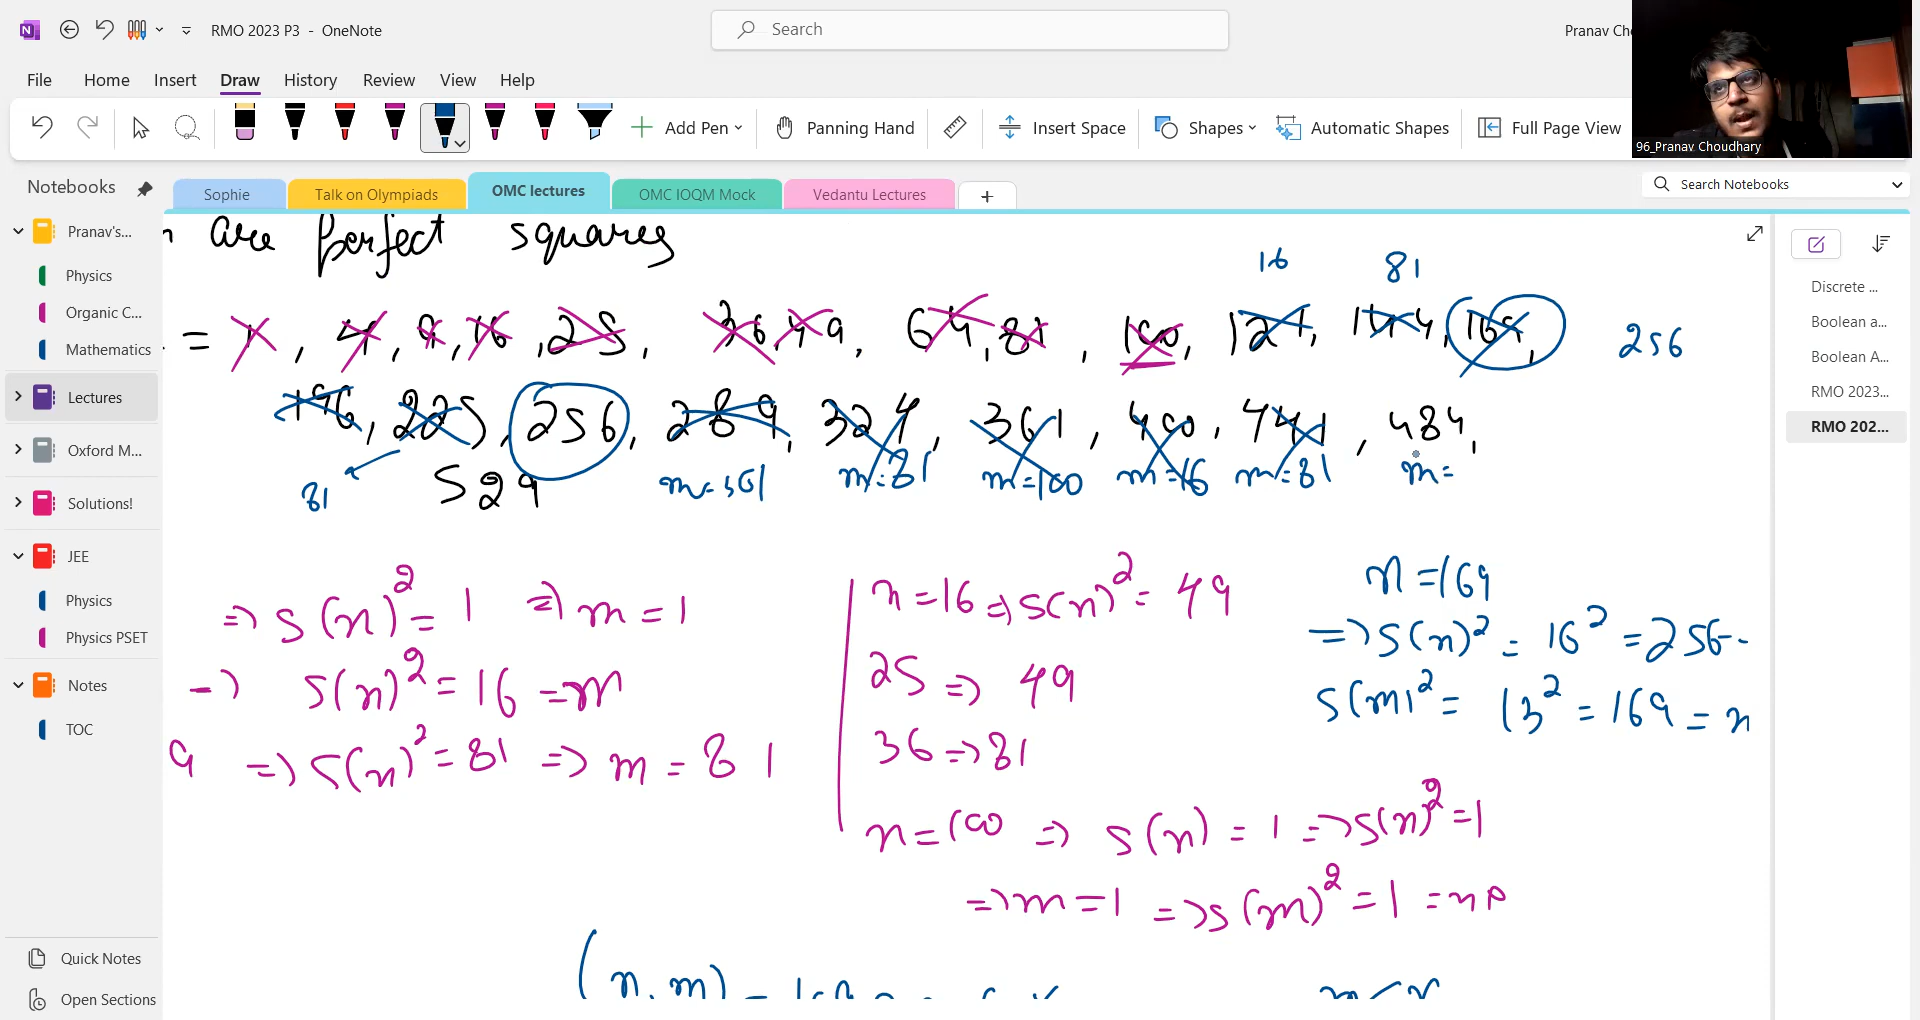 RMO 2023 P3 - OneNote
Search
Pranav Cho
File Home Insert Draw History Review View Help
Add Pen Panning Hand Insert Space Shapes Automatic Shapes Full Page View
96_Pranav Choudhary
Notebooks
Sophie Talk on Olympiads OMC lectures OMC IOQM Mock Vedantu Lectures +
Search Notebooks
Pranav's...
Physics
Organic C...
Mathematics
Lectures
Oxford M...
Solutions!
JEE
Physics
Physics PSET
Notes
TOC
Quick Notes
Open Sections
Discrete ...
Boolean a...
Boolean A...
RMO 2023...
RMO 202...
n are Perfect squares
16 81
= 1, 4, 9, 16, 25, 36, 49, 64, 81, 100, 121, 144, 169, 256
196, 225, 256, 289, 324, 361, 400, 441, 484,
81 529 m=361 m=81 m=100 m=16 m=81 m=
=> s(n)² = 1 => m = 1
=> s(n)² = 16 = m
9 => s(n)² = 81 => m = 81
n = 16 => s(n)² = 49
25 => 49
36 => 81
n = 100 => s(n) = 1 => s(n)² = 1
=> m = 1 => s(m)² = 1 = n
n = 169
=> s(n)² = 16² = 256
s(m)² = 13² = 169 = n
(n, m) =